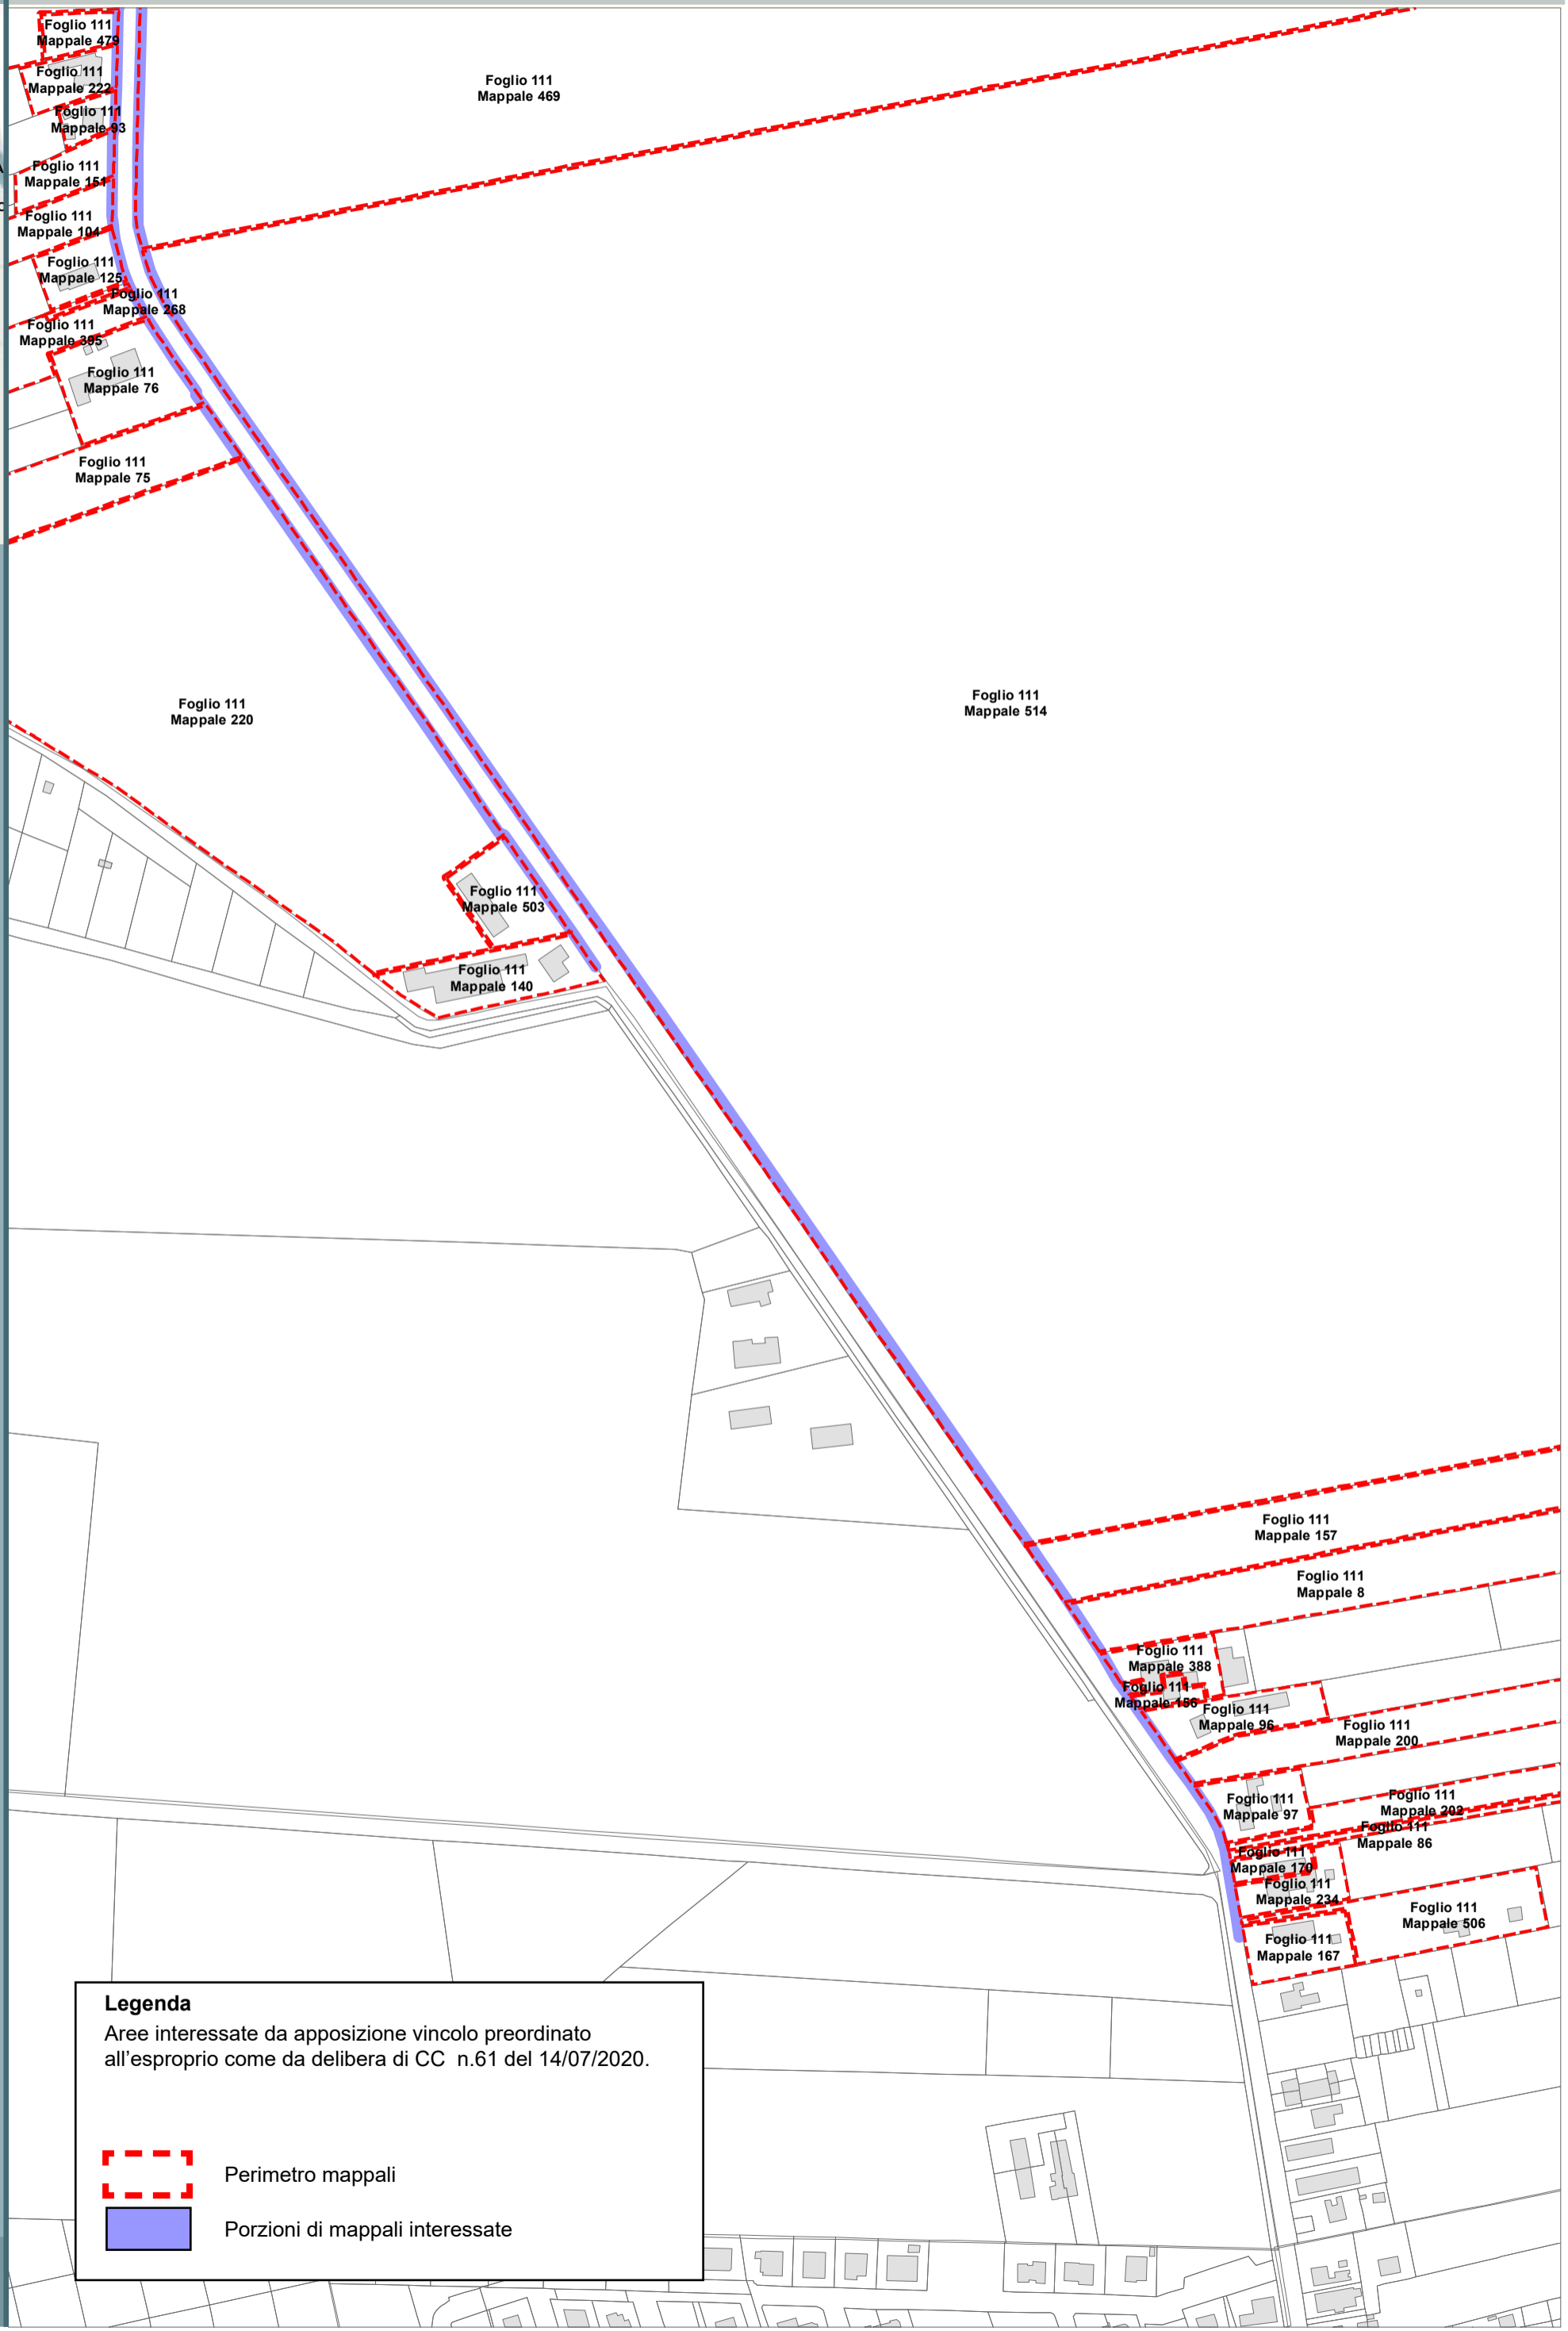 Foglio 111
Mappale 479
Foglio 111
Mappale 222
Foglio 111
Mappale 93
Foglio 111
Mappale 151
Foglio 111
Mappale 104
Foglio 111
Mappale 125
Foglio 111
Mappale 268
Foglio 111
Mappale 395
Foglio 111
Mappale 76
Foglio 111
Mappale 75
Foglio 111
Mappale 469
Foglio 111
Mappale 220
Foglio 111
Mappale 514
Foglio 111
Mappale 503
Foglio 111
Mappale 140
Foglio 111
Mappale 157
Foglio 111
Mappale 8
Foglio 111
Mappale 388
Foglio 111
Mappale 156
Foglio 111
Mappale 96
Foglio 111
Mappale 200
Foglio 111
Mappale 97
Foglio 111
Mappale 202
Foglio 111
Mappale 86
Foglio 111
Mappale 170
Foglio 111
Mappale 234
Foglio 111
Mappale 506
Foglio 111
Mappale 167
Legenda
Aree interessate da apposizione vincolo preordinato
all'esproprio come da delibera di CC n.61 del 14/07/2020.
Perimetro mappali
Porzioni di mappali interessate